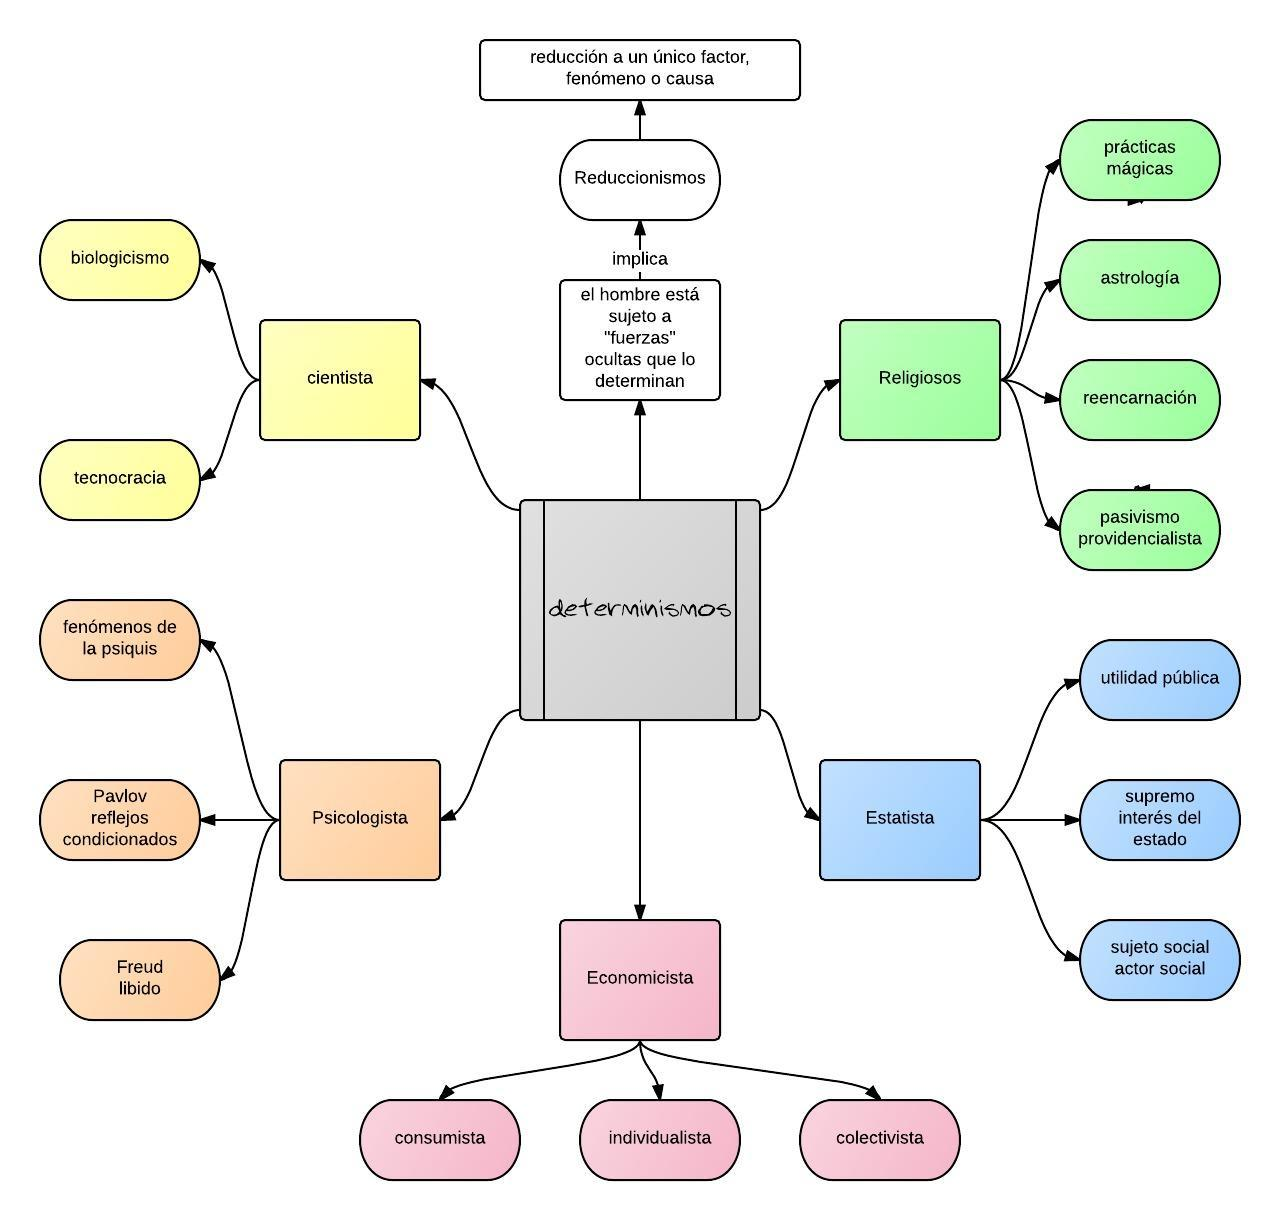 reducción a un único factor,
fenómeno o causa
Reduccionismos
implica
el hombre está
sujeto a
"fuerzas"
ocultas que lo
determinan
prácticas
mágicas
astrología
reencarnación
pasivismo
providencialista
Religiosos
biologicismo
cientista
tecnocracia
determinismos
fenómenos de
la psiquis
Pavlov
reflejos
condicionados
Freud
libido
Psicologista
Estatista
utilidad pública
supremo
interés del
estado
sujeto social
actor social
Economicista
consumista
individualista
colectivista